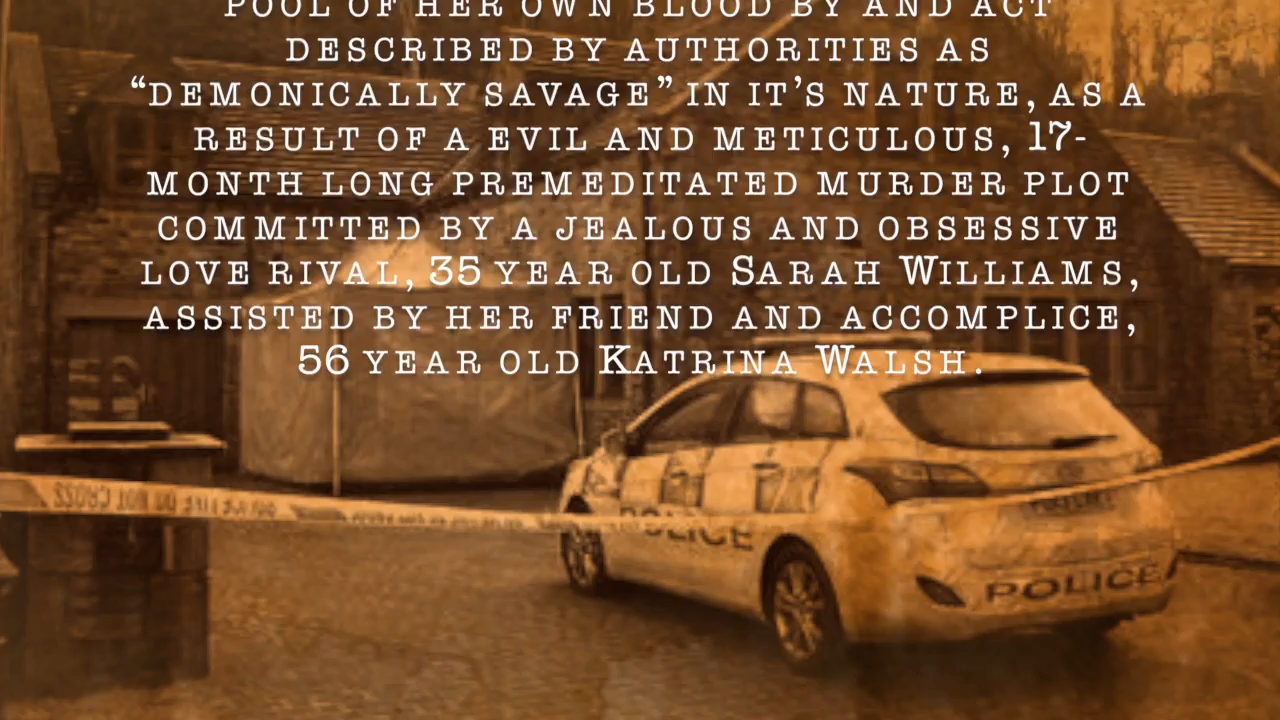 POOL OF HER OWN BLOOD BY AND ACT
DESCRIBED BY AUTHORITIES AS
“DEMONICALLY SAVAGE” IN IT’S NATURE, AS A
RESULT OF A EVIL AND METICULOUS, 17-
MONTH LONG PREMEDITATED MURDER PLOT
COMMITTED BY A JEALOUS AND OBSESSIVE
LOVE RIVAL, 35 YEAR OLD SARAH WILLIAMS,
ASSISTED BY HER FRIEND AND ACCOMPLICE,
56 YEAR OLD KATRINA WALSH.
POLICE
POLICE